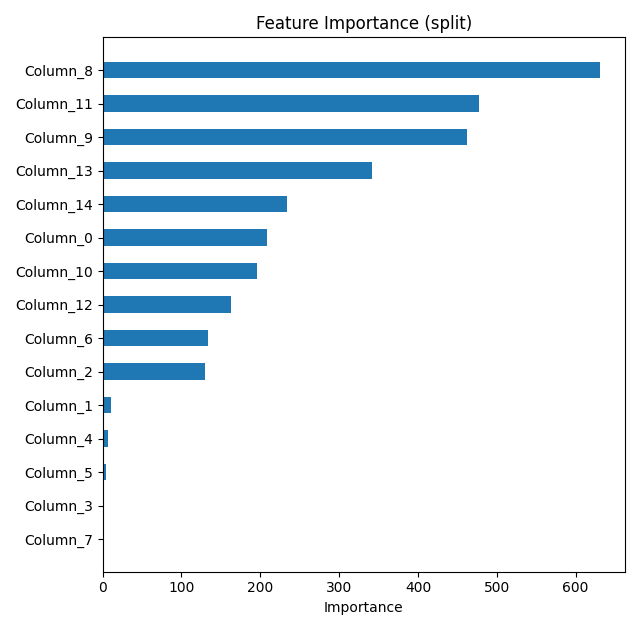 Feature Importance (split)
Column_8
Column_11
Column_9
Column_13
Column_14
Column_0
Column_10
Column_12
Column_6
Column_2
Column_1
Column_4
Column_5
Column_3
Column_7
0 100 200 300 400 500 600
Importance